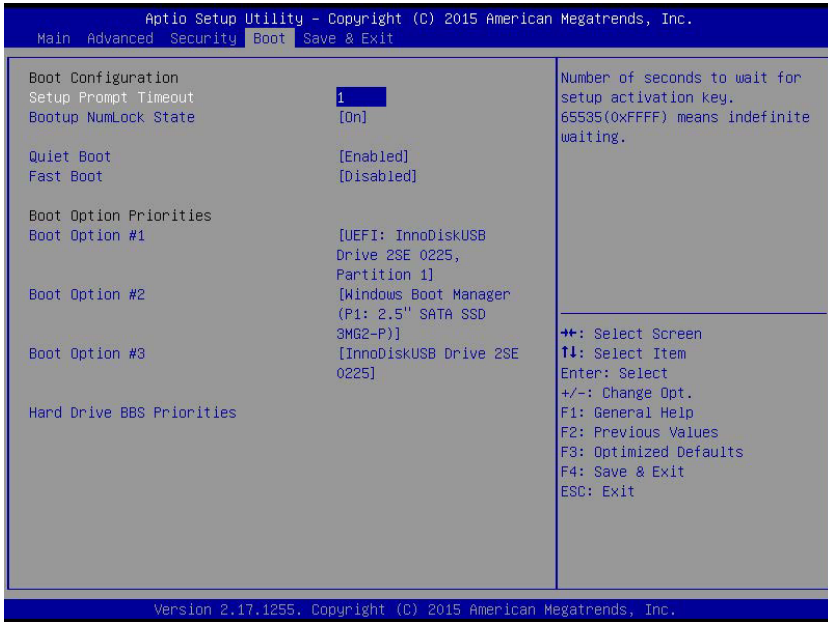 Aptio Setup Utility – Copyright (C) 2015 American Megatrends, Inc.
Main Advanced Security Boot Save & Exit
Boot Configuration
Setup Prompt Timeout 1
Bootup NumLock State [On]
Quiet Boot [Enabled]
Fast Boot [Disabled]
Boot Option Priorities
Boot Option #1 [UEFI: InnoDiskUSB
Drive 2SE 0225,
Partition 1]
Boot Option #2 [Windows Boot Manager
(P1: 2.5" SATA SSD
3MG2-P)]
Boot Option #3 [InnoDiskUSB Drive 2SE
0225]
Hard Drive BBS Priorities
Number of seconds to wait for
setup activation key.
65535(0xFFFF) means indefinite
waiting.
→←: Select Screen
↑↓: Select Item
Enter: Select
+/-: Change Opt.
F1: General Help
F2: Previous Values
F3: Optimized Defaults
F4: Save & Exit
ESC: Exit
Version 2.17.1255. Copyright (C) 2015 American Megatrends, Inc.